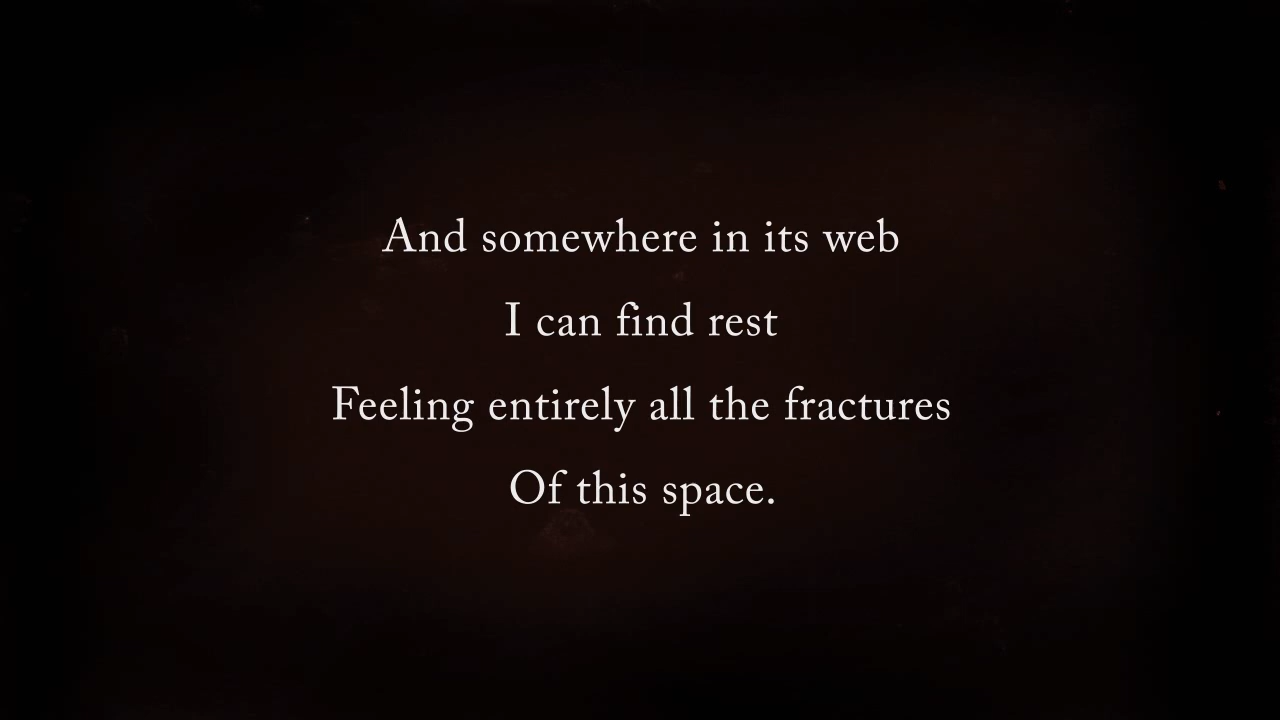 And somewhere in its web
I can find rest
Feeling entirely all the fractures
Of this space.